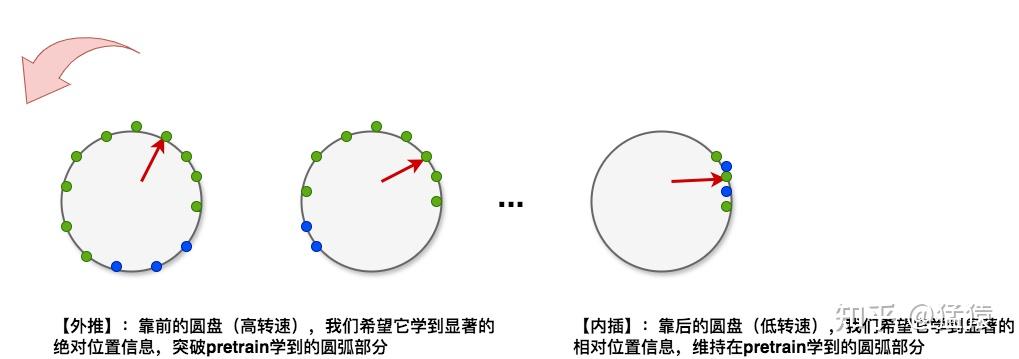 ...
【外推】：靠前的圆盘（高转速），我们希望它学到显著的
绝对位置信息，突破pretrain学到的圆弧部分
【内插】：靠后的圆盘（低转速），我们希望它学到显著的
相对位置信息，维持在pretrain学到的圆弧部分
知乎 @猛猿